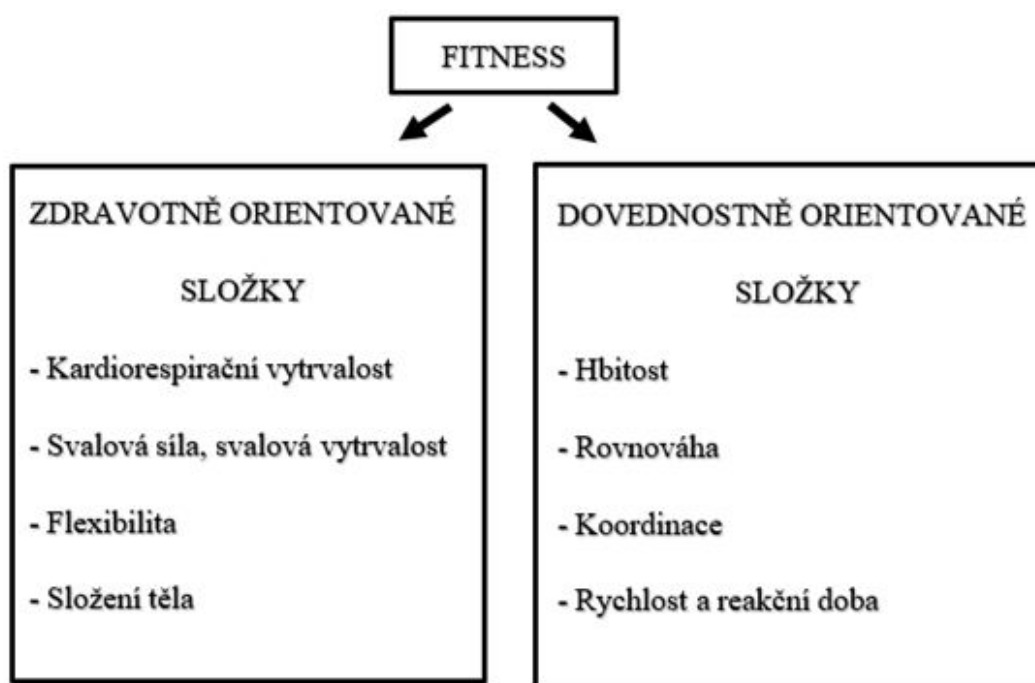 FITNESS
ZDRAVOTNĚ ORIENTOVANÉ
SLOŽKY
- Kardiorespirační vytrvalost
- Svalová síla, svalová vytrvalost
- Flexibilita
- Složení těla
DOVEDNOSTNĚ ORIENTOVANÉ
SLOŽKY
- Hbitost
- Rovnováha
- Koordinace
- Rychlost a reakční doba